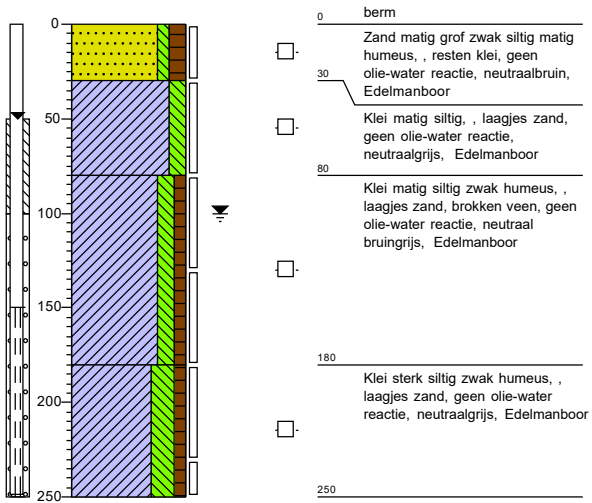 0
50
100
150
200
250
0
berm
Zand matig grof zwak siltig matig
humeus, , resten klei, geen
olie-water reactie, neutraalbruin,
Edelmanboor
30
Klei matig siltig, , laagjes zand,
geen olie-water reactie,
neutraalgrijs, Edelmanboor
80
Klei matig siltig zwak humeus, ,
laagjes zand, brokken veen, geen
olie-water reactie, neutraal
bruingrijs, Edelmanboor
180
Klei sterk siltig zwak humeus, ,
laagjes zand, geen olie-water
reactie, neutraalgrijs, Edelmanboor
250